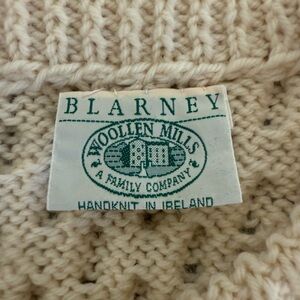 BLARNEY
WOOLLEN MILLS
A FAMILY COMPANY
HANDKNIT IN IRELAND